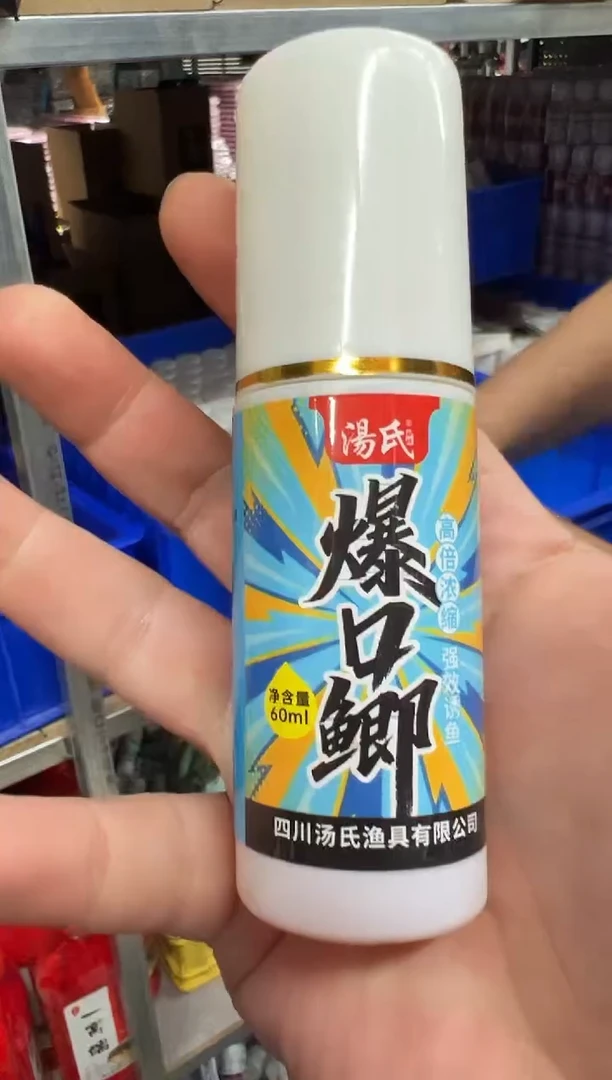 湯氏
爆口鲫
高倍浓缩 强效诱鱼
净含量
60ml
四川汤氏渔具有限公司